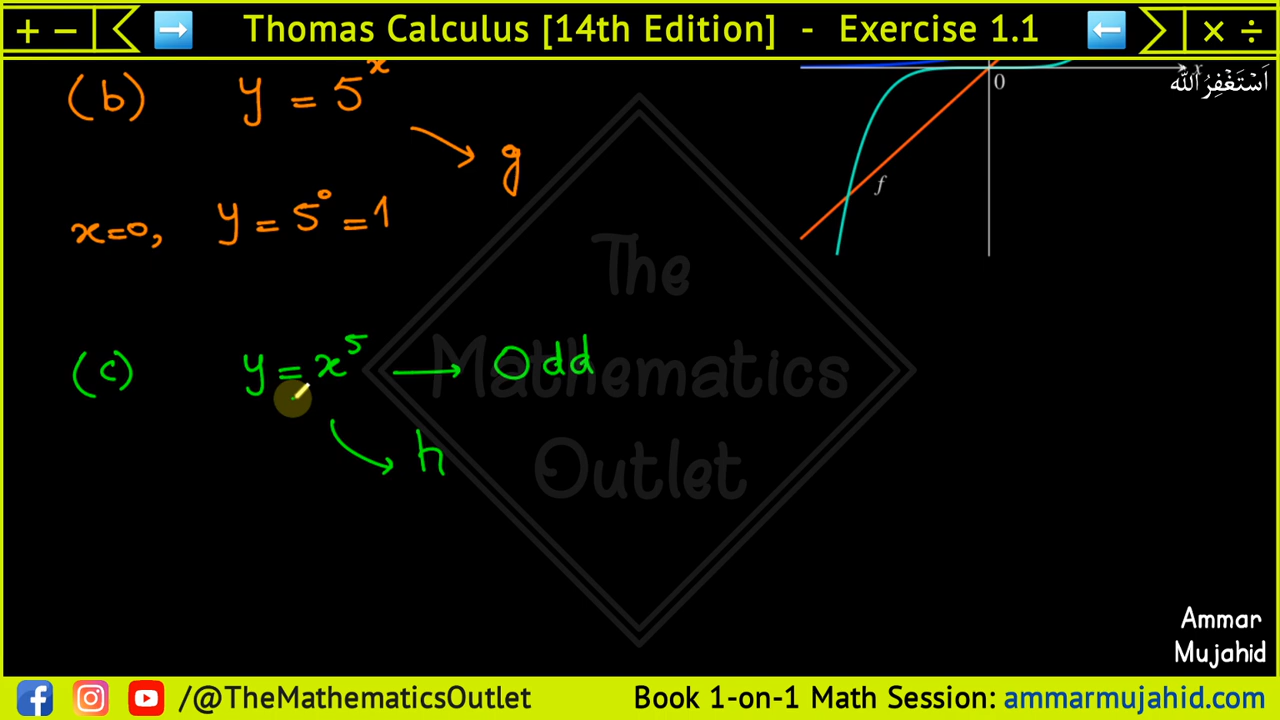 + − Thomas Calculus [14th Edition] - Exercise 1.1 × ÷
(b) y = 5^x
g
x=0, y = 5^0 = 1
x
0
f
اَسْتَغْفِرُ اللّٰه
(c) y = x^5 → Odd
h
The
Mathematics
Outlet
Ammar
Mujahid
/@TheMathematicsOutlet Book 1-on-1 Math Session: ammarmujahid.com